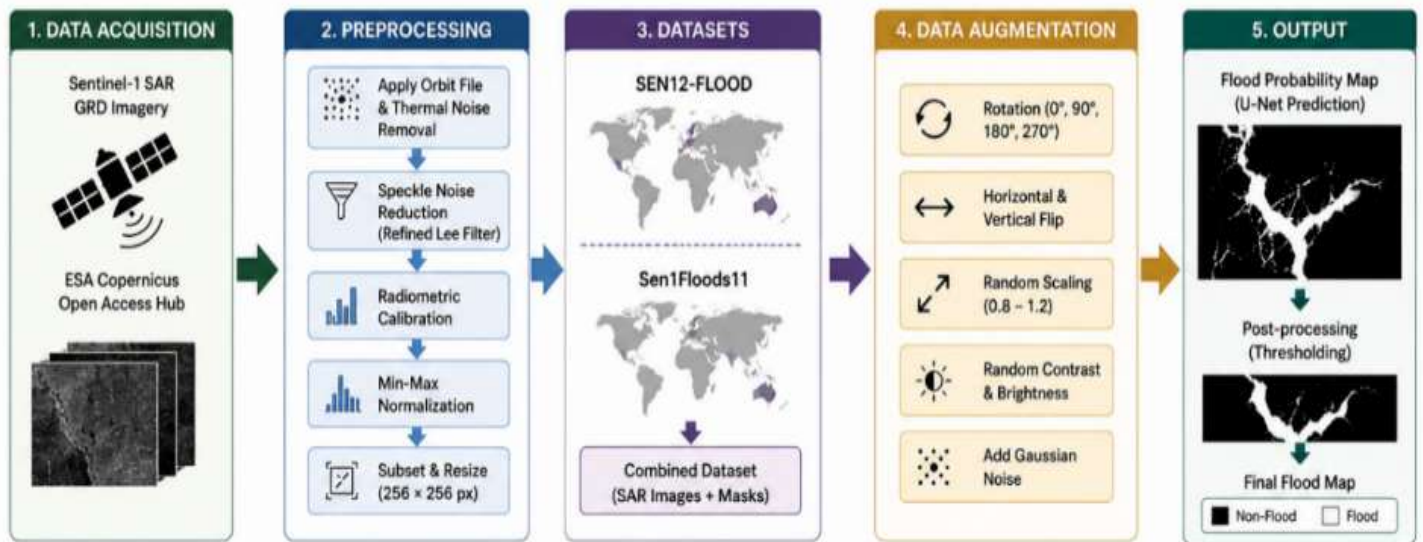 1. DATA ACQUISITION
Sentinel-1 SAR
GRD Imagery
ESA Copernicus
Open Access Hub
2. PREPROCESSING
Apply Orbit File
& Thermal Noise
Removal
Speckle Noise
Reduction
(Refined Lee Filter)
Radiometric
Calibration
Min-Max
Normalization
Subset & Resize
(256 × 256 px)
3. DATASETS
SEN12-FLOOD
Sen1Floods11
Combined Dataset
(SAR Images + Masks)
4. DATA AUGMENTATION
Rotation (0°, 90°,
180°, 270°)
Horizontal &
Vertical Flip
Random Scaling
(0.8 – 1.2)
Random Contrast
& Brightness
Add Gaussian
Noise
5. OUTPUT
Flood Probability Map
(U-Net Prediction)
Post-processing
(Thresholding)
Final Flood Map
Non-Flood
Flood